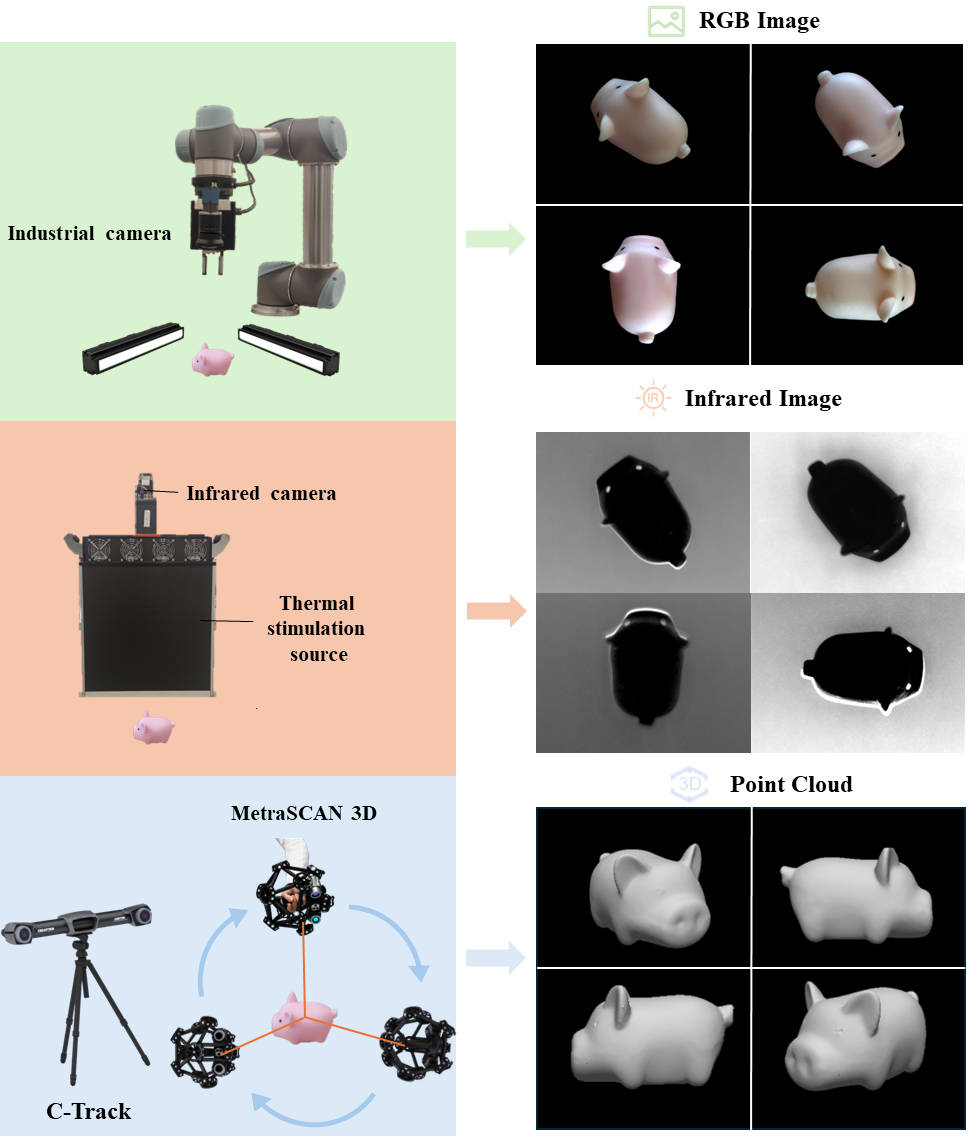 RGB Image
Industrial camera
IR
Infrared Image
Infrared camera
Thermal
stimulation
source
3D
Point Cloud
MetraSCAN 3D
C-Track